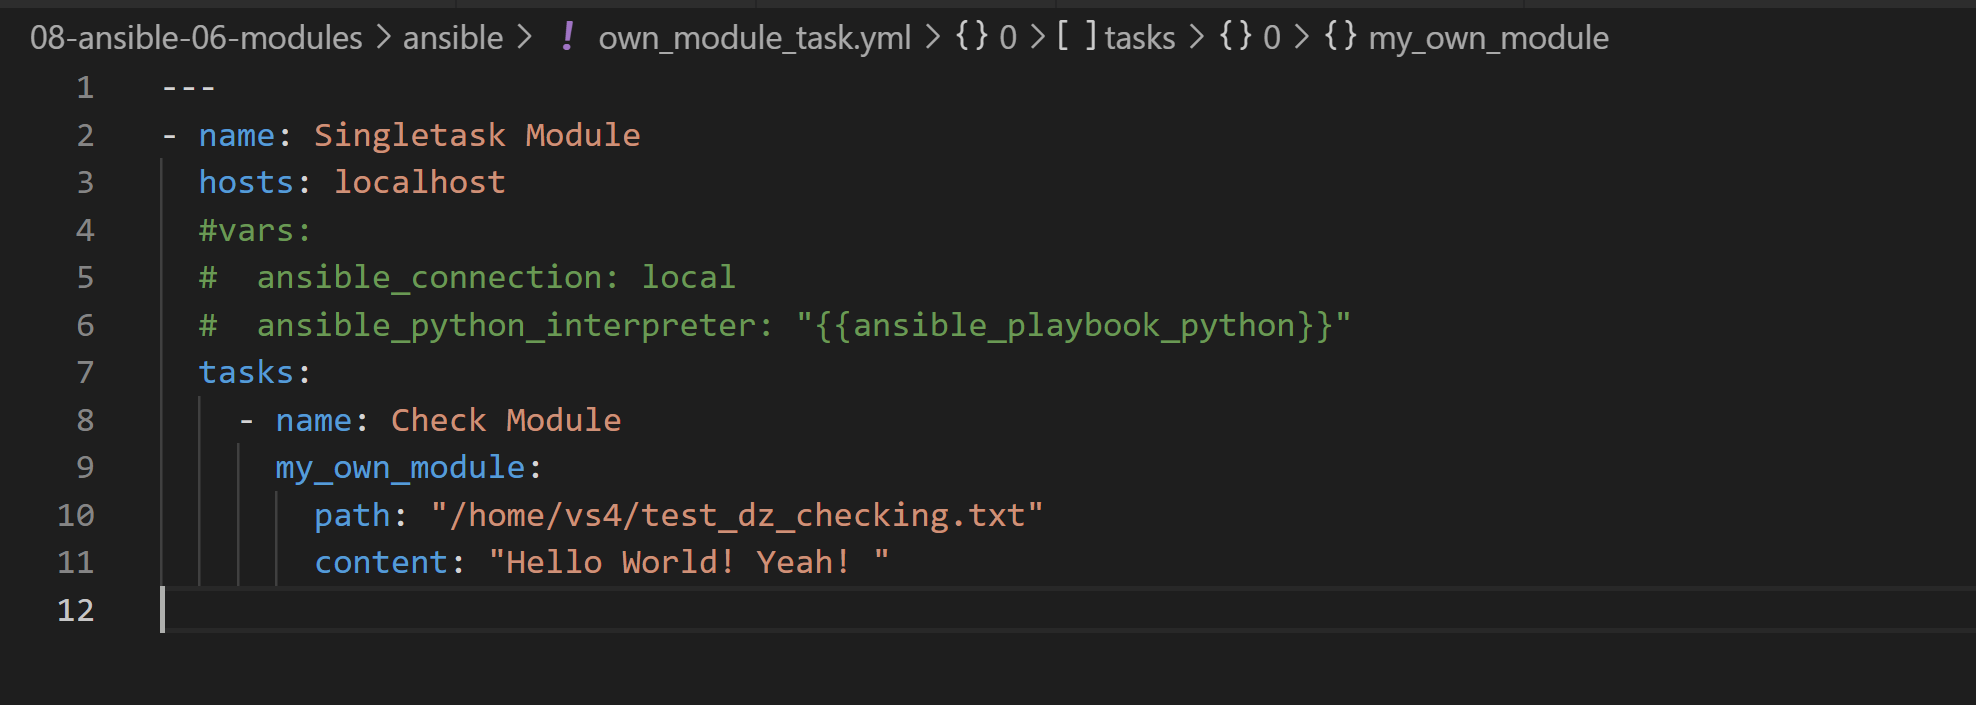 08-ansible-06-modules > ansible > ! own_module_task.yml > {} 0 > [ ] tasks > {} 0 > {} my_own_module
1 ---
2 - name: Singletask Module
3   hosts: localhost
4   #vars:
5   #  ansible_connection: local
6   #  ansible_python_interpreter: "{{ansible_playbook_python}}"
7   tasks:
8     - name: Check Module
9       my_own_module:
10         path: "/home/vs4/test_dz_checking.txt"
11         content: "Hello World! Yeah! "
12